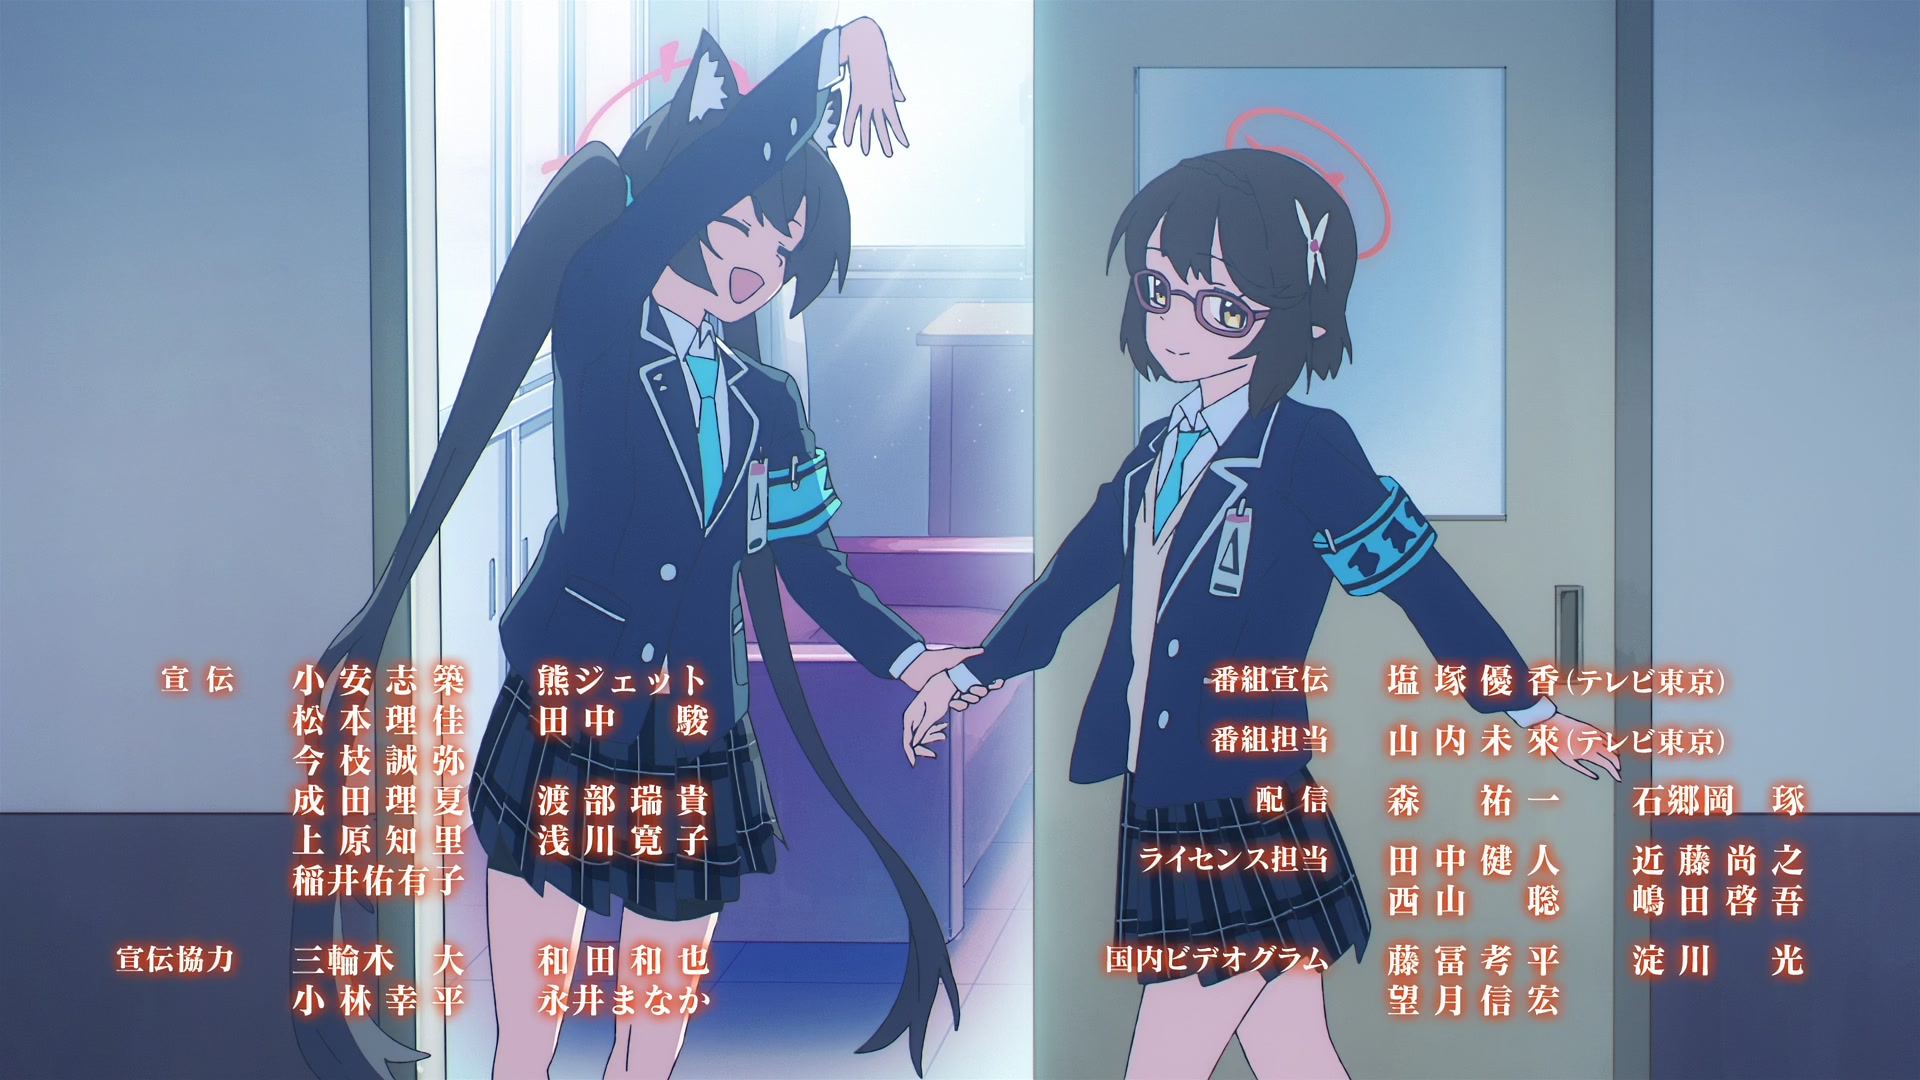 宣伝 小安志築 熊ジェット
松本理佳 田中駿
今枝誠弥
成田理夏 渡部瑞貴
上原知里 浅川寛子
稲井佑有子
宣伝協力 三輪木大 和田和也
小林幸平 永井まなか
番組宣伝 塩塚優香(テレビ東京)
番組担当 山内未來(テレビ東京)
配信 森祐一 石郷岡琢
ライセンス担当 田中健人 近藤尚之
西山聡 嶋田啓吾
国内ビデオグラム 藤冨考平 淀川光
望月信宏